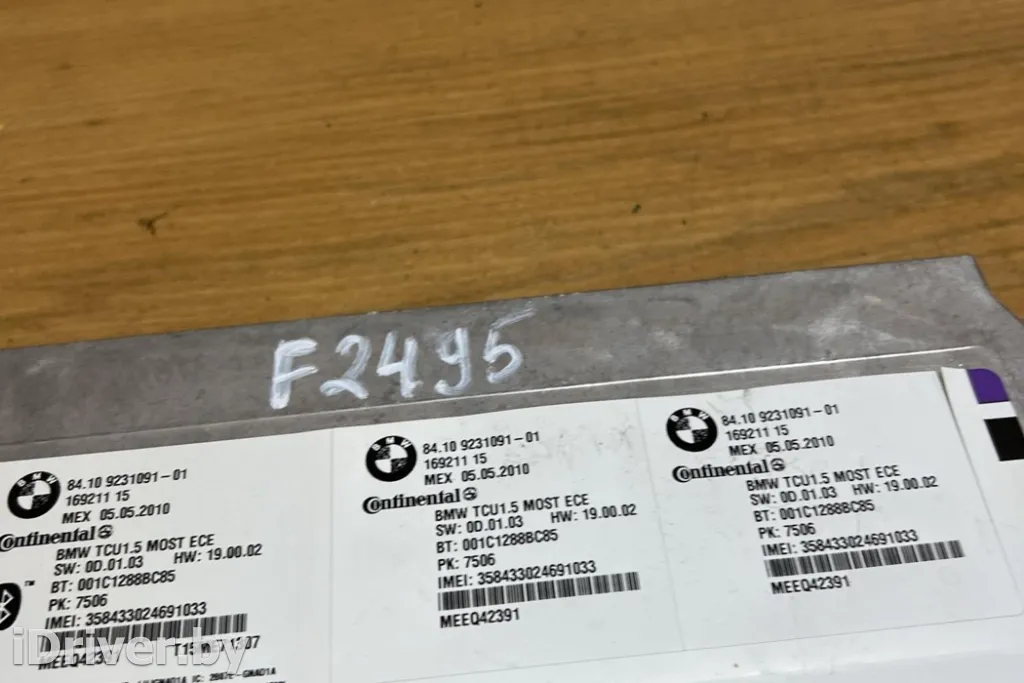 F2495
BMW
84.10 9231091-01
169211 15
MEX 05.05.2010
Continental
BMW TCU1.5 MOST ECE
SW: 0D.01.03 HW: 19.00.02
BT: 001C1288BC85
PK: 7506
IMEI: 358433024691033
BMW
84.10 9231091-01
169211 15
MEX 05.05.2010
Continental
BMW TCU1.5 MOST ECE
SW: 0D.01.03 HW: 19.00.02
BT: 001C1288BC85
PK: 7506
IMEI: 358433024691033
MEEQ42391
BMW
84.10 9231091-01
169211 15
MEX 05.05.2010
Continental
BMW TCU1.5 MOST ECE
SW: 0D.01.03 HW: 19.00.02
BT: 001C1288BC85
PK: 7506
IMEI: 358433024691033
MEEQ42391
iDriver.by